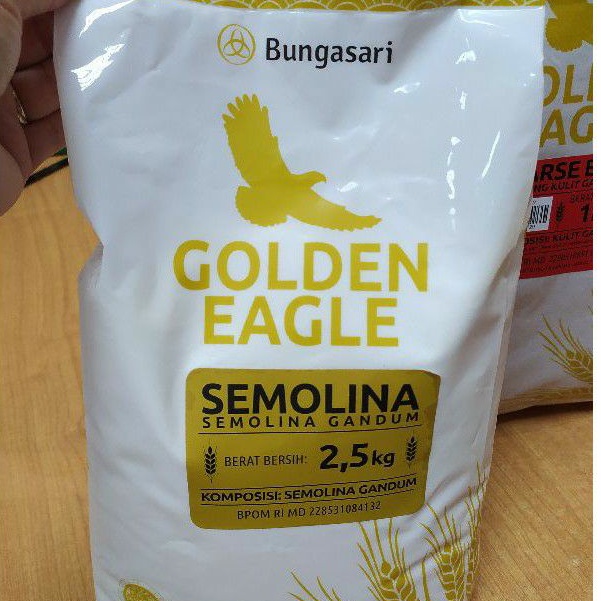 Bungasari
GOLDEN
EAGLE
SEMOLINA
SEMOLINA GANDUM
BERAT BERSIH: 2,5kg
KOMPOSISI: SEMOLINA GANDUM
BPOM RI MD 228531084132